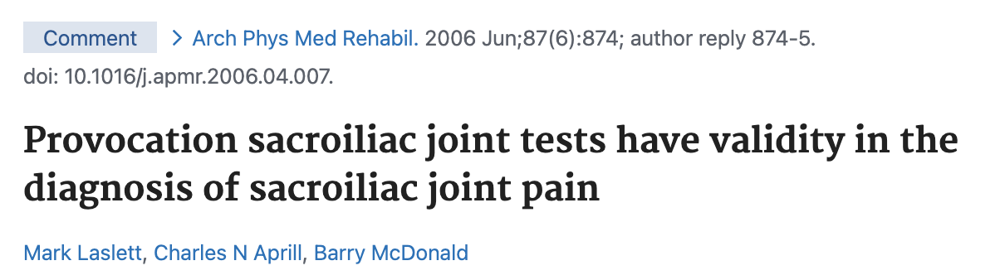 Comment > Arch Phys Med Rehabil. 2006 Jun;87(6):874; author reply 874-5.
doi: 10.1016/j.apmr.2006.04.007.
Provocation sacroiliac joint tests have validity in the
diagnosis of sacroiliac joint pain
Mark Laslett, Charles N Aprill, Barry McDonald